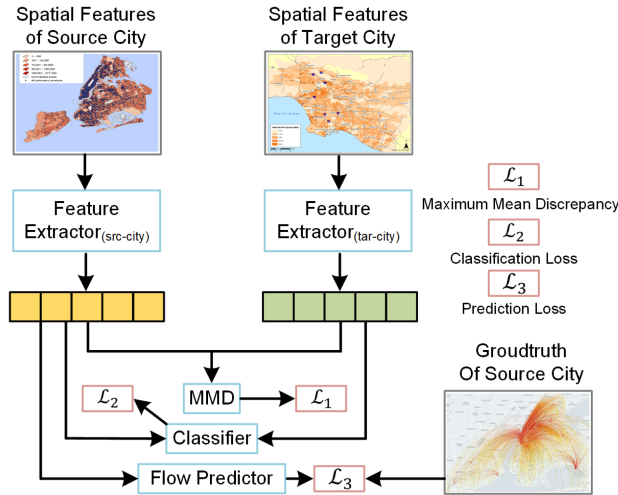 Spatial Features
of Source City
Spatial Features
of Target City
Feature
Extractor(src-city)
Feature
Extractor(tar-city)
ℒ1
Maximum Mean Discrepancy
ℒ2
Classification Loss
ℒ3
Prediction Loss
Groudtruth
Of Source City
ℒ2
MMD
ℒ1
Classifier
Flow Predictor
ℒ3